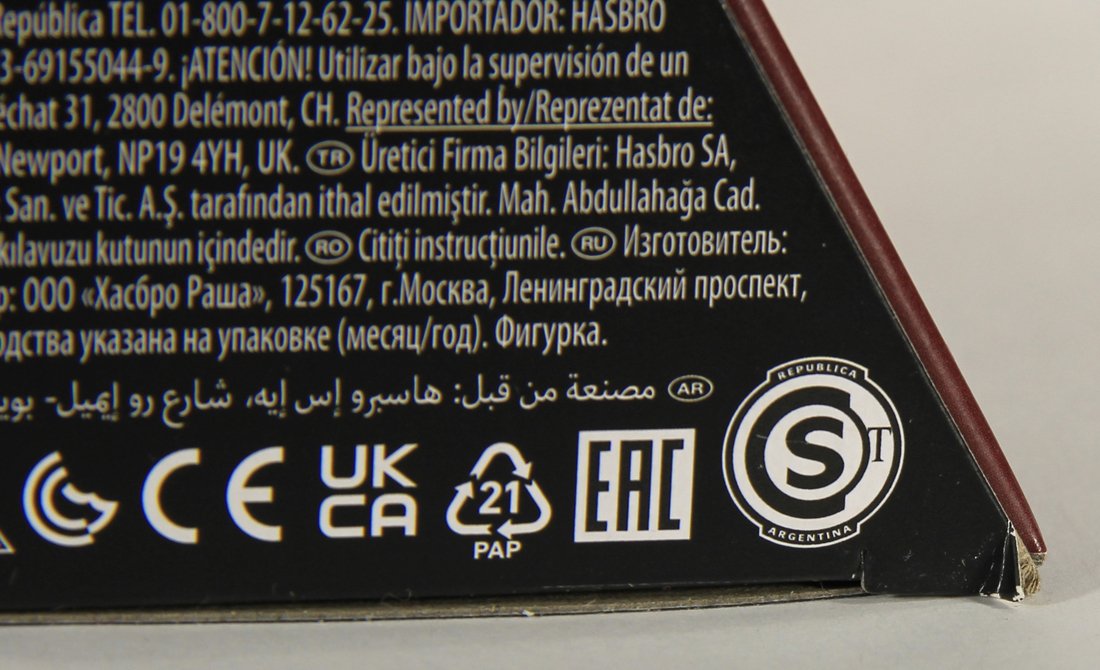 República TEL. 01-800-7-12-62-25. IMPORTADOR: HASBRO
3-69155044-9. ¡ATENCIÓN! Utilizar bajo la supervisión de un
échat 31, 2800 Delémont, CH. Represented by/Reprezentat de:
Newport, NP19 4YH, UK. TR Üretici Firma Bilgileri: Hasbro SA,
San. ve Tic. A.Ş. tarafından ithal edilmiştir. Mah. Abdullahağa Cad.
kılavuzu kutunun içindedir. RO Citiți instrucțiunile. RU Изготовитель:
р: ООО «Хасбро Раша», 125167, г.Москва, Ленинградский проспект,
одства указана на упаковке (месяц/год). Фигурка.
AR مصنعة من قبل: هاسبرو إس إيه، شارع رو إيميل- بوي
CE UK CA 21 PAP EAC REPUBLICA S T ARGENTINA